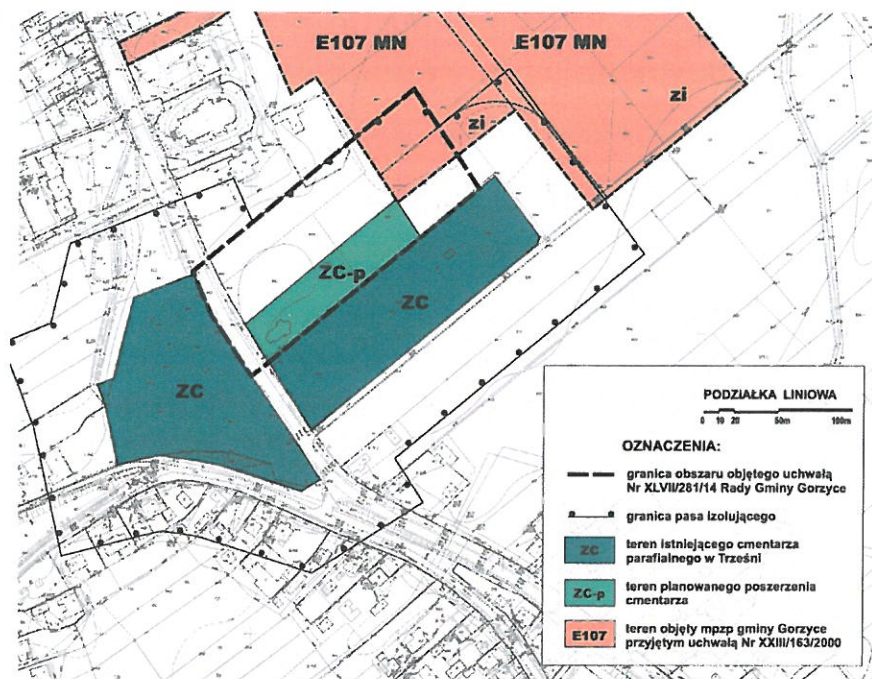 E107 MN
E107 MN
zi
zi
ZC-p
ZC
ZC
PODZIAŁKA LINIOWA
0 10 20 50m 100m
OZNACZENIA:
granica obszaru objętego uchwałą
Nr XLVII/281/14 Rady Gminy Gorzyce
granica pasa izolującego
ZC
teren istniejącego cmentarza
parafialnego w Trześni
ZC-p
teren planowanego poszerzenia
cmentarza
E107
teren objęty mpzp gminy Gorzyce
przyjętym uchwałą Nr XXIII/163/2000